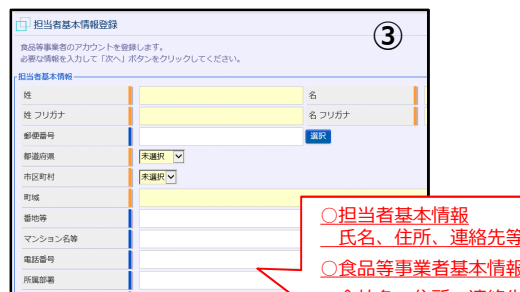 担当者基本情報登録
③
食品等事業者のアカウントを登録します。
必要な情報を入力して「次へ」ボタンをクリックしてください。
担当者基本情報
姓 名
姓 フリガナ 名 フリガナ
郵便番号 選択
都道府県 未選択
市区町村 未選択
町域
番地等
マンション名等
電話番号
所属部署
○担当者基本情報
氏名、住所、連絡先等
○食品等事業者基本情報